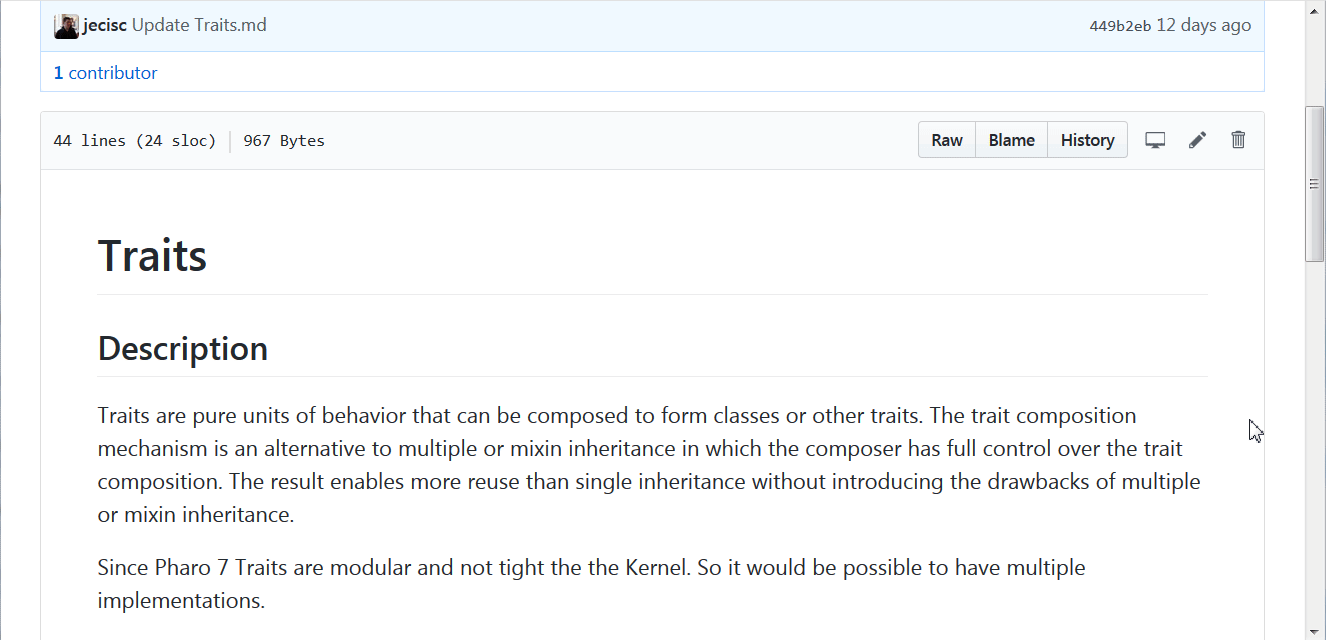 jecisc Update Traits.md 449b2eb 12 days ago
1 contributor
44 lines (24 sloc) 967 Bytes Raw Blame History
Traits
Description
Traits are pure units of behavior that can be composed to form classes or other traits. The trait composition
mechanism is an alternative to multiple or mixin inheritance in which the composer has full control over the trait
composition. The result enables more reuse than single inheritance without introducing the drawbacks of multiple
or mixin inheritance.
Since Pharo 7 Traits are modular and not tight the the Kernel. So it would be possible to have multiple
implementations.